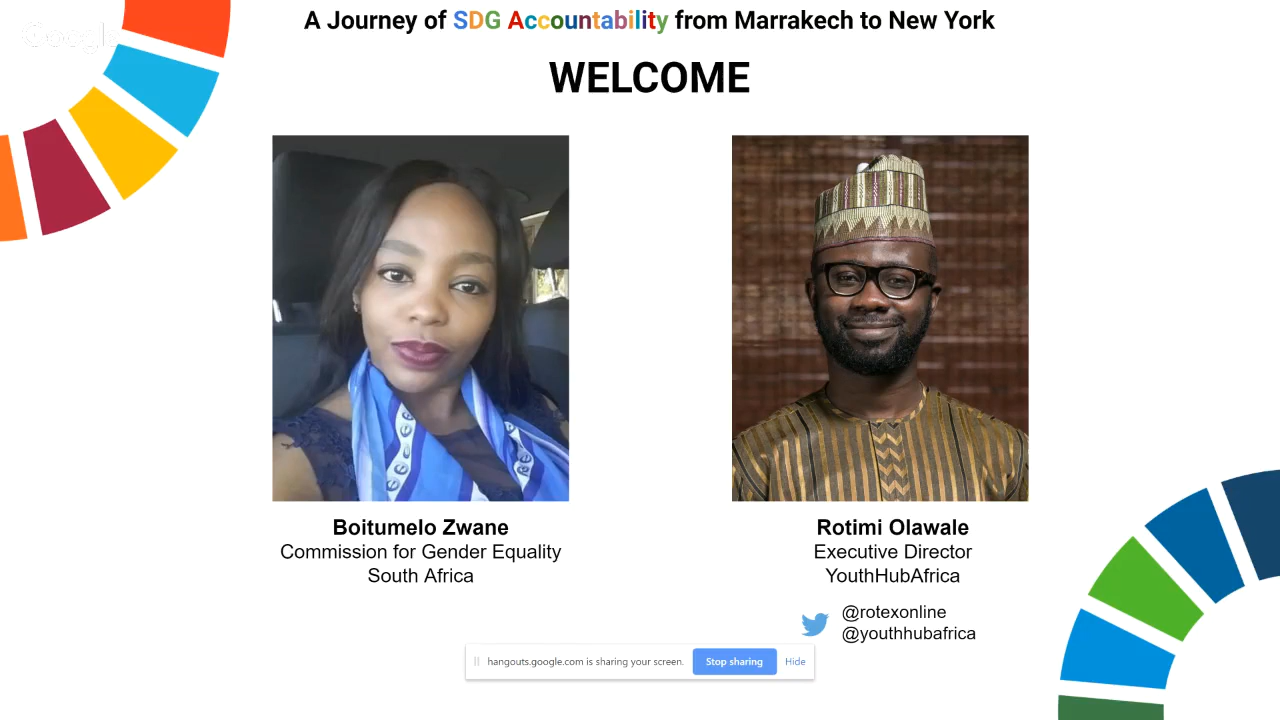 Google
A Journey of SDG Accountability from Marrakech to New York
WELCOME
Boitumelo Zwane
Commission for Gender Equality
South Africa
Rotimi Olawale
Executive Director
YouthHubAfrica
@rotexonline
@youthhubafrica
hangouts.google.com is sharing your screen.
Stop sharing
Hide